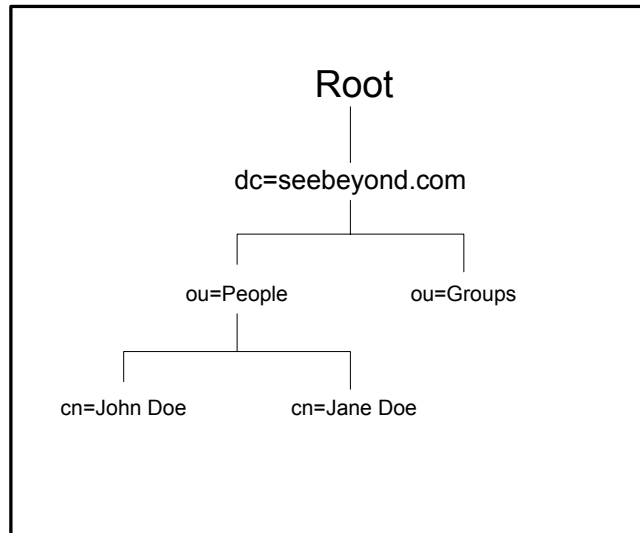 Root
dc=seebeyond.com
ou=People
ou=Groups
cn=John Doe
cn=Jane Doe